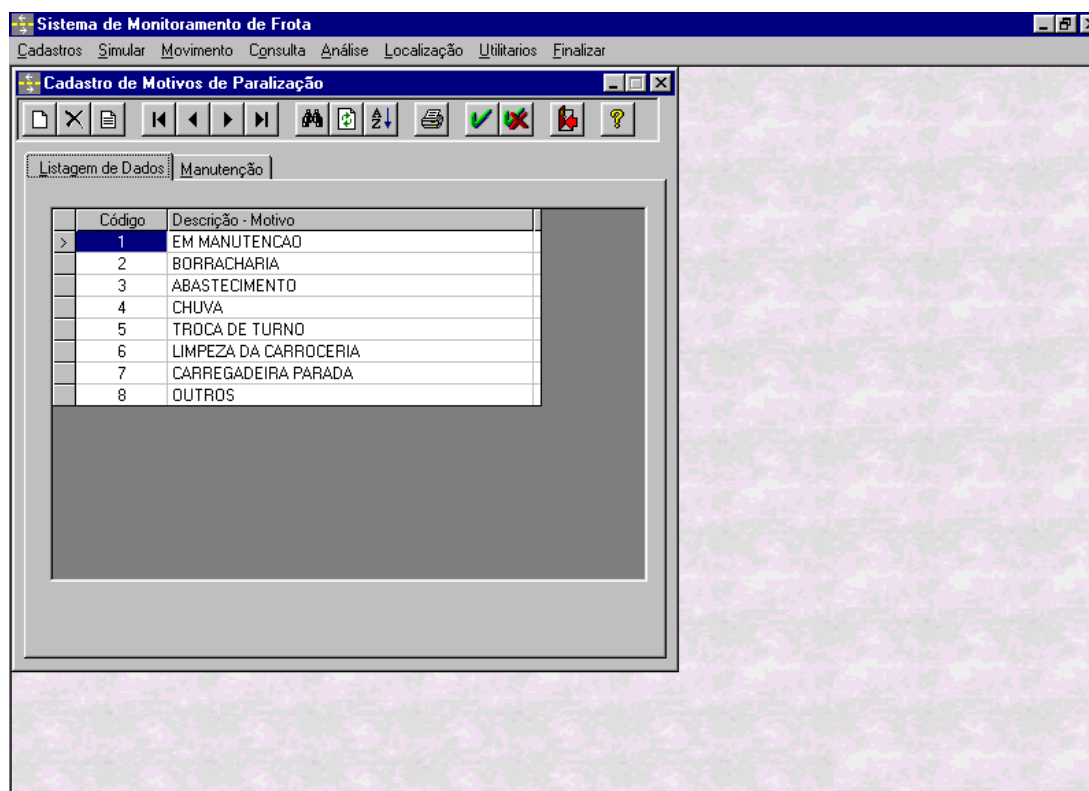 Sistema de Monitoramento de Frota
Cadastros Simular Movimento Consulta Análise Localização Utilitarios Finalizar
Cadastro de Motivos de Paralização
Listagem de Dados Manutenção
Código Descrição - Motivo
1 EM MANUTENCAO
2 BORRACHARIA
3 ABASTECIMENTO
4 CHUVA
5 TROCA DE TURNO
6 LIMPEZA DA CARROCERIA
7 CARREGADEIRA PARADA
8 OUTROS